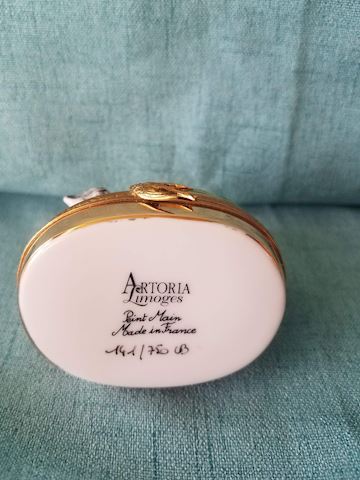 ARTORIA
Limoges
Peint Main
Made in France
141/750 CB